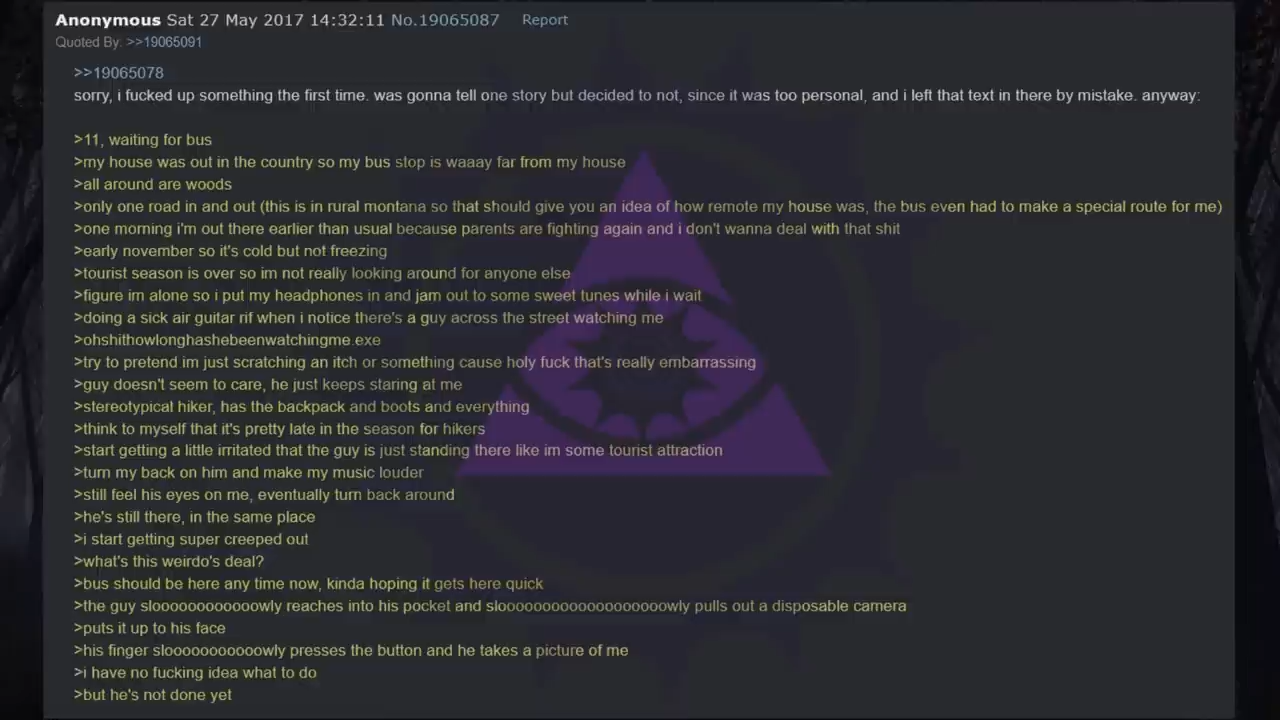 Anonymous Sat 27 May 2017 14:32:11 No.19065087 Report
Quoted By: >>19065091
>>19065078
sorry, i fucked up something the first time. was gonna tell one story but decided to not, since it was too personal, and i left that text in there by mistake. anyway:
>11, waiting for bus
>my house was out in the country so my bus stop is waaay far from my house
>all around are woods
>only one road in and out (this is in rural montana so that should give you an idea of how remote my house was, the bus even had to make a special route for me)
>one morning i'm out there earlier than usual because parents are fighting again and i don't wanna deal with that shit
>early november so it's cold but not freezing
>tourist season is over so im not really looking around for anyone else
>figure im alone so i put my headphones in and jam out to some sweet tunes while i wait
>doing a sick air guitar rif when i notice there's a guy across the street watching me
>ohshithowlonghashebeenwatchingme.exe
>try to pretend im just scratching an itch or something cause holy fuck that's really embarrassing
>guy doesn't seem to care, he just keeps staring at me
>stereotypical hiker, has the backpack and boots and everything
>think to myself that it's pretty late in the season for hikers
>start getting a little irritated that the guy is just standing there like im some tourist attraction
>turn my back on him and make my music louder
>still feel his eyes on me, eventually turn back around
>he's still there, in the same place
>i start getting super creeped out
>what's this weirdo's deal?
>bus should be here any time now, kinda hoping it gets here quick
>the guy slooooooooooooowly reaches into his pocket and slooooooooooooooooooowly pulls out a disposable camera
>puts it up to his face
>his finger slooooooooooowly presses the button and he takes a picture of me
>i have no fucking idea what to do
>but he's not done yet